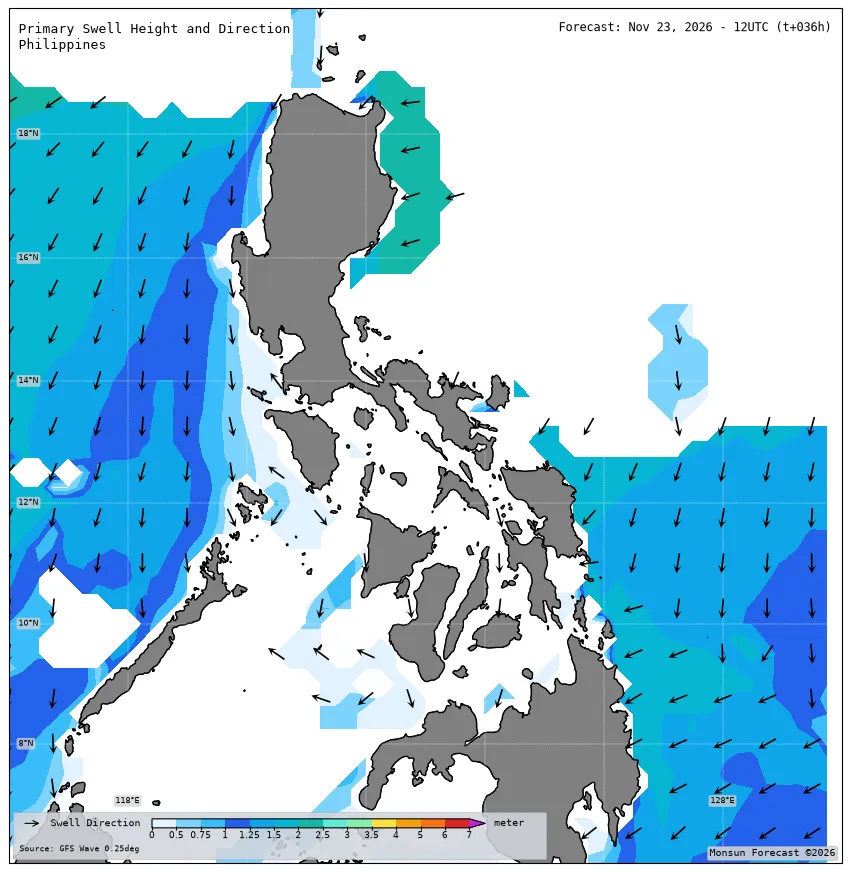 Primary Swell Height and Direction
Philippines
Forecast: Nov 23, 2026 - 12UTC (t+036h)
18°N
16°N
14°N
12°N
10°N
8°N
118°E
128°E
Swell Direction
0 0.5 0.75 1 1.25 1.5 2 2.5 3 3.5 4 5 6 7
meter
Source: GFS Wave 0.25deg
Monsun Forecast ©2026